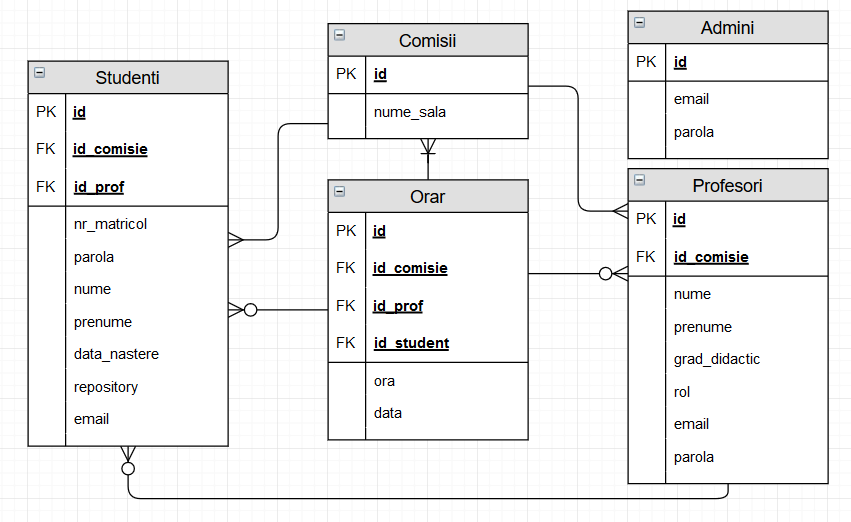 Studenti
PK id
FK id_comisie
FK id_prof
nr_matricol
parola
nume
prenume
data_nastere
repository
email
Comisii
PK id
nume_sala
Orar
PK id
FK id_comisie
FK id_prof
FK id_student
ora
data
Admini
PK id
email
parola
Profesori
PK id
FK id_comisie
nume
prenume
grad_didactic
rol
email
parola